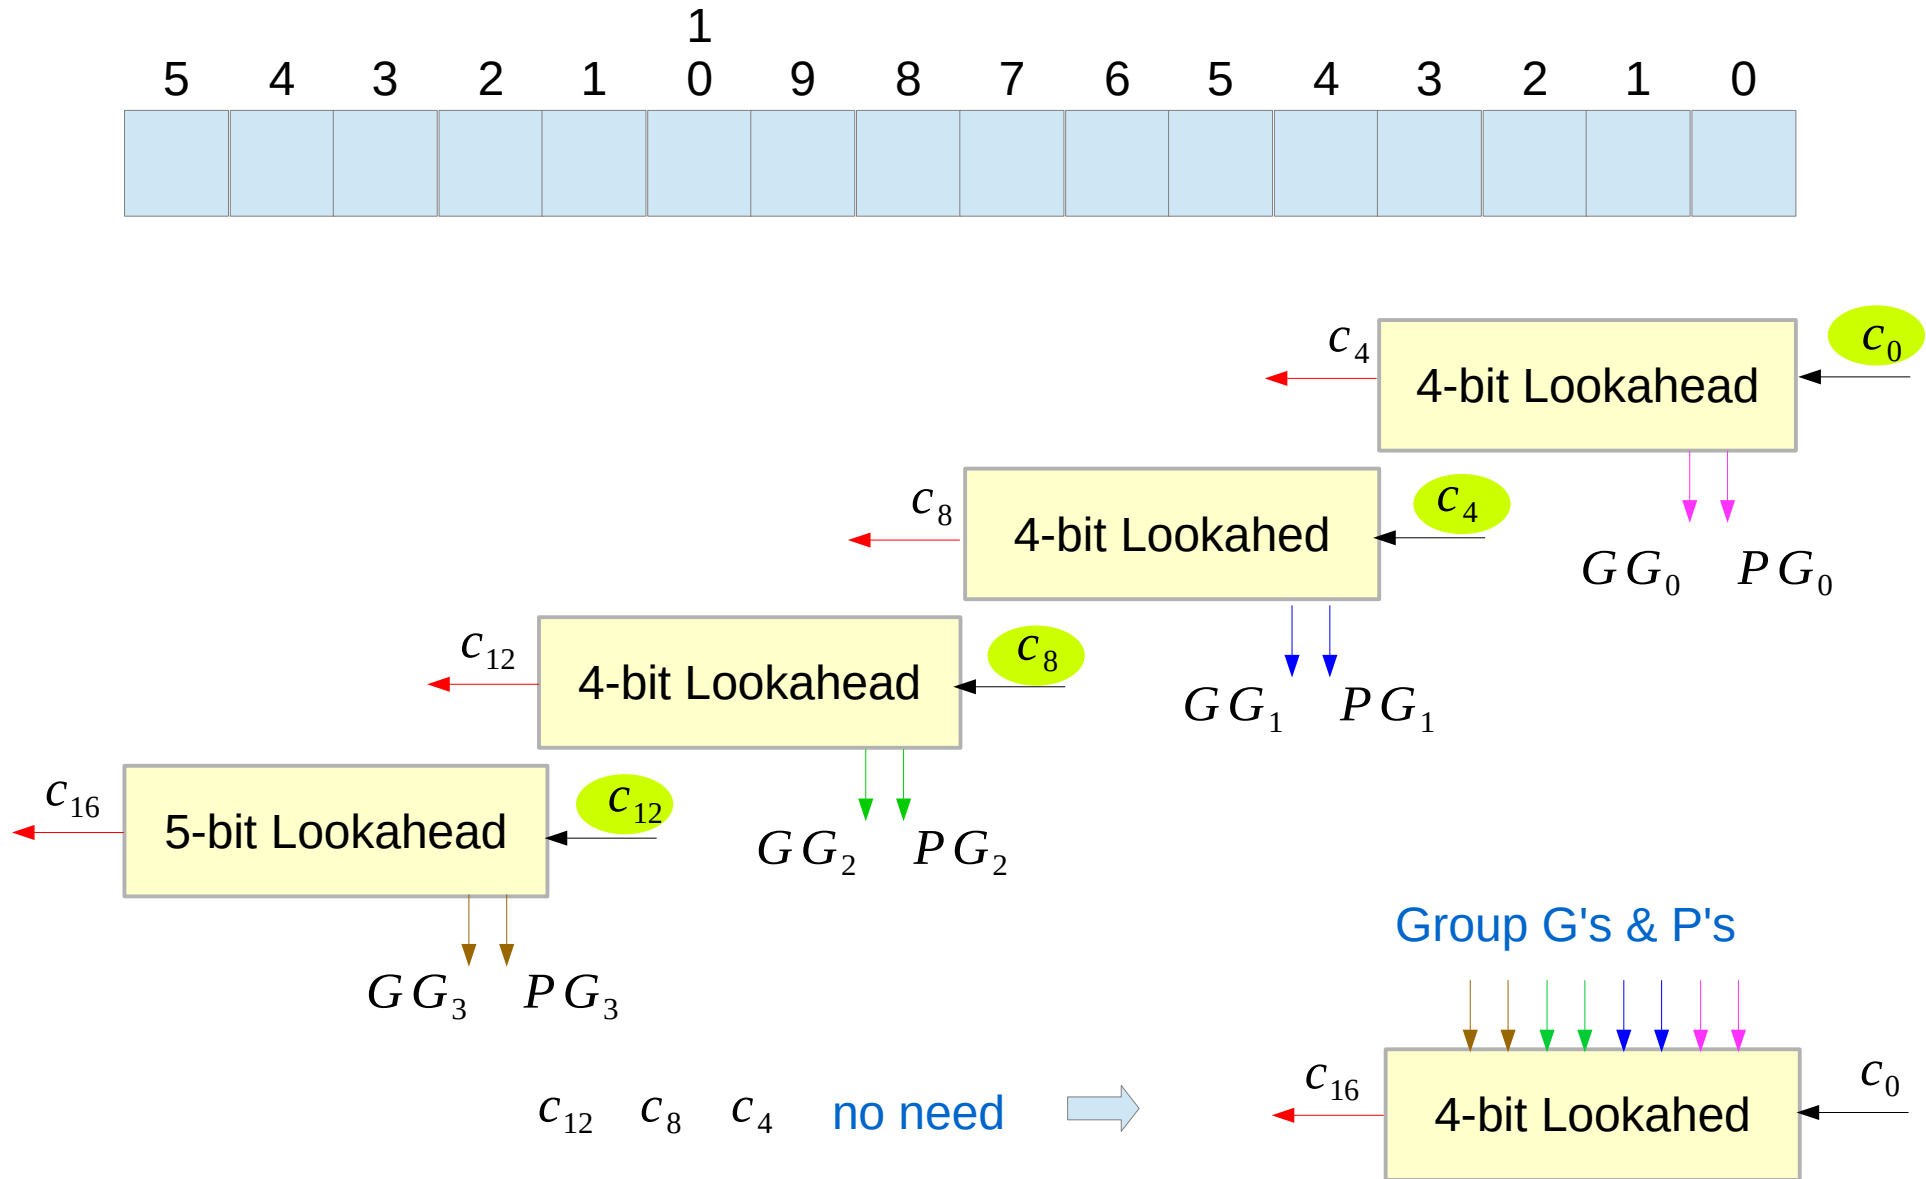 1
5 4 3 2 1 0 9 8 7 6 5 4 3 2 1 0
c0
c4
4-bit Lookahead
c4
c8
4-bit Lookahed
GG0 PG0
c8
c12
4-bit Lookahead
GG1 PG1
c12
c16
5-bit Lookahead
GG2 PG2
Group G's & P's
GG3 PG3
c16
c0
c12 c8 c4 no need
4-bit Lookahed